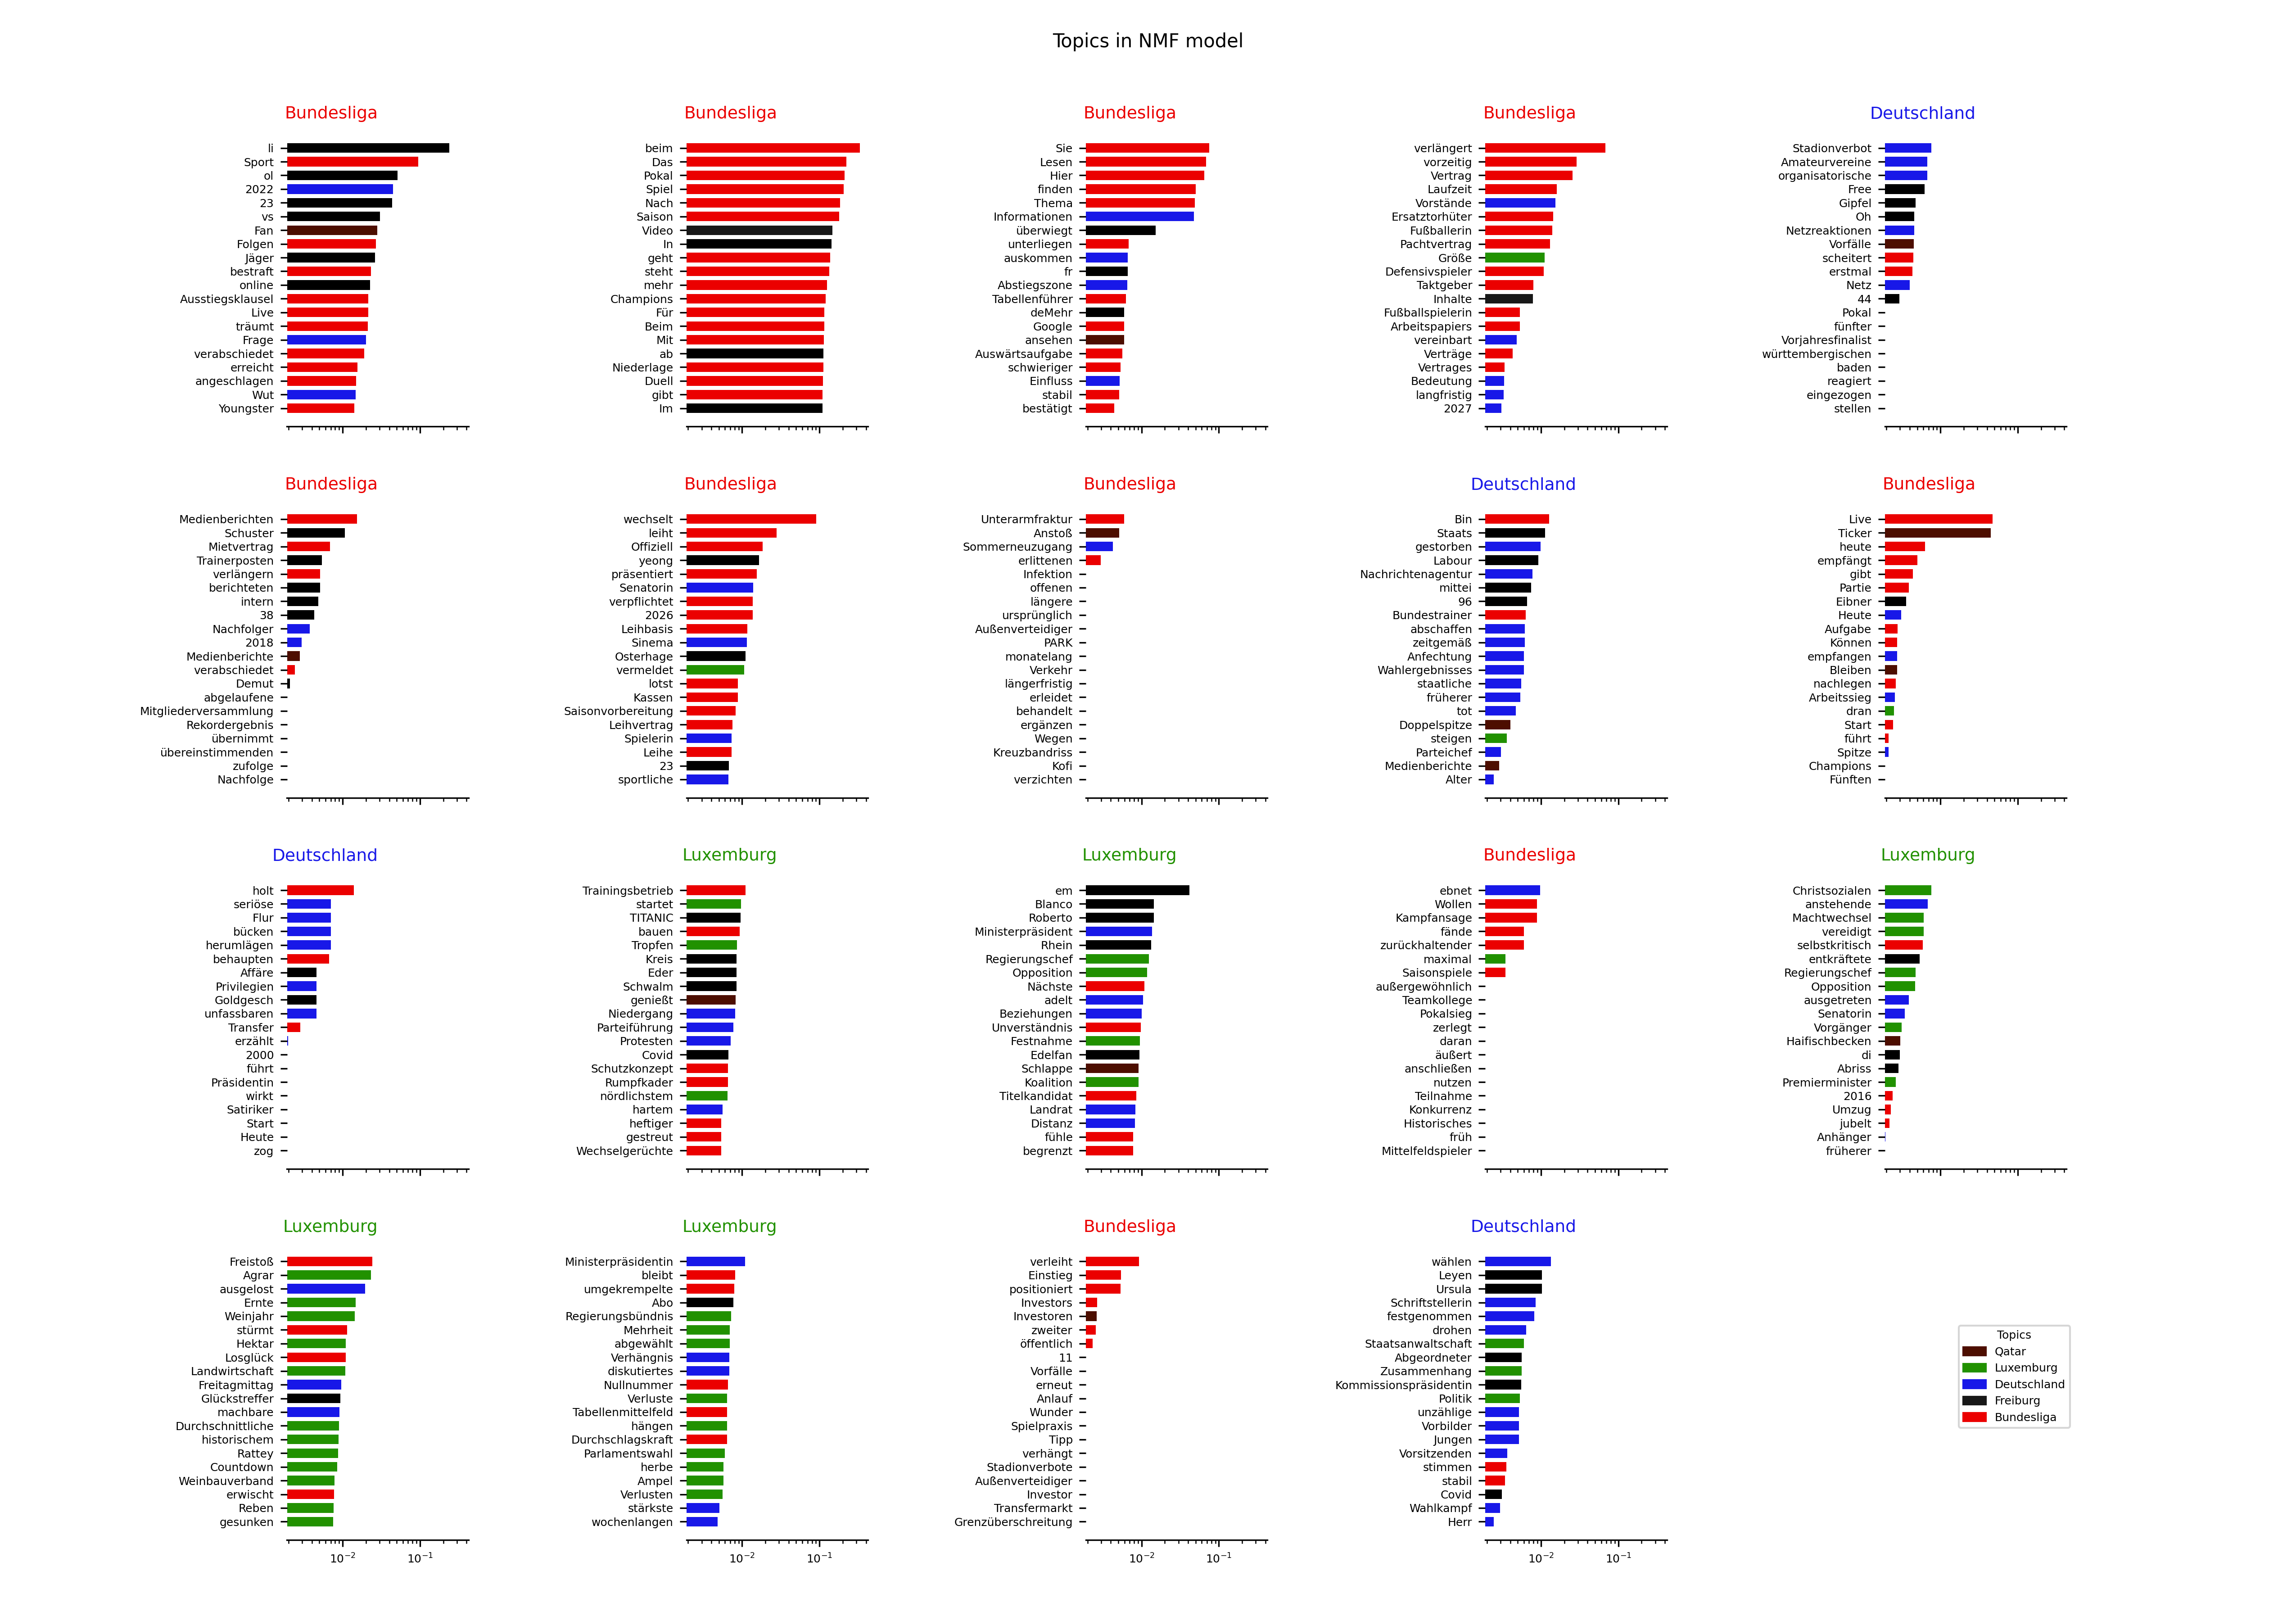 Topics in NMF model
Bundesliga
li
Sport
ol
2022
23
vs
Fan
Folgen
Jäger
bestraft
online
Ausstiegsklausel
Live
träumt
Frage
verabschiedet
erreicht
angeschlagen
Wut
Youngster
Bundesliga
beim
Das
Pokal
Spiel
Nach
Saison
Video
In
geht
steht
mehr
Champions
Für
Beim
Mit
ab
Niederlage
Duell
gibt
Im
Bundesliga
Sie
Lesen
Hier
finden
Thema
Informationen
überwiegt
unterliegen
auskommen
fr
Abstiegszone
Tabellenführer
deMehr
Google
ansehen
Auswärtsaufgabe
schwieriger
Einfluss
stabil
bestätigt
Bundesliga
verlängert
vorzeitig
Vertrag
Laufzeit
Vorstände
Ersatztorhüter
Fußballerin
Pachtvertrag
Größe
Defensivspieler
Taktgeber
Inhalte
Fußballspielerin
Arbeitspapiers
vereinbart
Verträge
Vertrages
Bedeutung
langfristig
2027
Deutschland
Stadionverbot
Amateurvereine
organisatorische
Free
Gipfel
Oh
Netzreaktionen
Vorfälle
scheitert
erstmal
Netz
44
Pokal
fünfter
Vorjahresfinalist
württembergischen
baden
reagiert
eingezogen
stellen
Bundesliga
Medienberichten
Schuster
Mietvertrag
Trainerposten
verlängern
berichteten
intern
38
Nachfolger
2018
Medienberichte
verabschiedet
Demut
abgelaufene
Mitgliederversammlung
Rekordergebnis
übernimmt
übereinstimmenden
zufolge
Nachfolge
Bundesliga
wechselt
leiht
Offiziell
yeong
präsentiert
Senatorin
verpflichtet
2026
Leihbasis
Sinema
Osterhage
vermeldet
lotst
Kassen
Saisonvorbereitung
Leihvertrag
Spielerin
Leihe
23
sportliche
Bundesliga
Unterarmfraktur
Anstoß
Sommerneuzugang
erlittenen
Infektion
offenen
längere
ursprünglich
Außenverteidiger
PARK
monatelang
Verkehr
längerfristig
erleidet
behandelt
ergänzen
Wegen
Kreuzbandriss
Kofi
verzichten
Deutschland
Bin
Staats
gestorben
Labour
Nachrichtenagentur
mittei
96
Bundestrainer
abschaffen
zeitgemäß
Anfechtung
Wahlergebnisses
staatliche
früherer
tot
Doppelspitze
steigen
Parteichef
Medienberichte
Alter
Bundesliga
Live
Ticker
heute
empfängt
gibt
Partie
Eibner
Heute
Aufgabe
Können
empfangen
Bleiben
nachlegen
Arbeitssieg
dran
Start
führt
Spitze
Champions
Fünften
Deutschland
holt
seriöse
Flur
bücken
herumlägen
behaupten
Affäre
Privilegien
Goldgesch
unfassbaren
Transfer
erzählt
2000
führt
Präsidentin
wirkt
Satiriker
Start
Heute
zog
Luxemburg
Trainingsbetrieb
startet
TITANIC
bauen
Tropfen
Kreis
Eder
Schwalm
genießt
Niedergang
Parteiführung
Protesten
Covid
Schutzkonzept
Rumpfkader
nördlichstem
hartem
heftiger
gestreut
Wechselgerüchte
Luxemburg
em
Blanco
Roberto
Ministerpräsident
Rhein
Regierungschef
Opposition
Nächste
adelt
Beziehungen
Unverständnis
Festnahme
Edelfan
Schlappe
Koalition
Titelkandidat
Landrat
Distanz
fühle
begrenzt
Bundesliga
ebnet
Wollen
Kampfansage
fände
zurückhaltender
maximal
Saisonspiele
außergewöhnlich
Teamkollege
Pokalsieg
zerlegt
daran
äußert
anschließen
nutzen
Teilnahme
Konkurrenz
Historisches
früh
Mittelfeldspieler
Luxemburg
Christsozialen
anstehende
Machtwechsel
vereidigt
selbstkritisch
entkräftete
Regierungschef
Opposition
ausgetreten
Senatorin
Vorgänger
Haifischbecken
di
Abriss
Premierminister
2016
Umzug
jubelt
Anhänger
früherer
Luxemburg
Freistoß
Agrar
ausgelost
Ernte
Weinjahr
stürmt
Hektar
Losglück
Landwirtschaft
Freitagmittag
Glückstreffer
machbare
Durchschnittliche
historischem
Rattey
Countdown
Weinbauverband
erwischt
Reben
gesunken
10⁻² 10⁻¹
Luxemburg
Ministerpräsidentin
bleibt
umgekrempelte
Abo
Regierungsbündnis
Mehrheit
abgewählt
Verhängnis
diskutiertes
Nullnummer
Verluste
Tabellenmittelfeld
hängen
Durchschlagskraft
Parlamentswahl
herbe
Ampel
Verlusten
stärkste
wochenlangen
10⁻² 10⁻¹
Bundesliga
verleiht
Einstieg
positioniert
Investors
Investoren
zweiter
öffentlich
11
Vorfälle
erneut
Anlauf
Wunder
Spielpraxis
Tipp
verhängt
Stadionverbote
Außenverteidiger
Investor
Transfermarkt
Grenzüberschreitung
10⁻² 10⁻¹
Deutschland
wählen
Leyen
Ursula
Schriftstellerin
festgenommen
drohen
Staatsanwaltschaft
Abgeordneter
Zusammenhang
Kommissionspräsidentin
Politik
unzählige
Vorbilder
Jungen
Vorsitzenden
stimmen
stabil
Covid
Wahlkampf
Herr
10⁻² 10⁻¹
Topics
Qatar
Luxemburg
Deutschland
Freiburg
Bundesliga